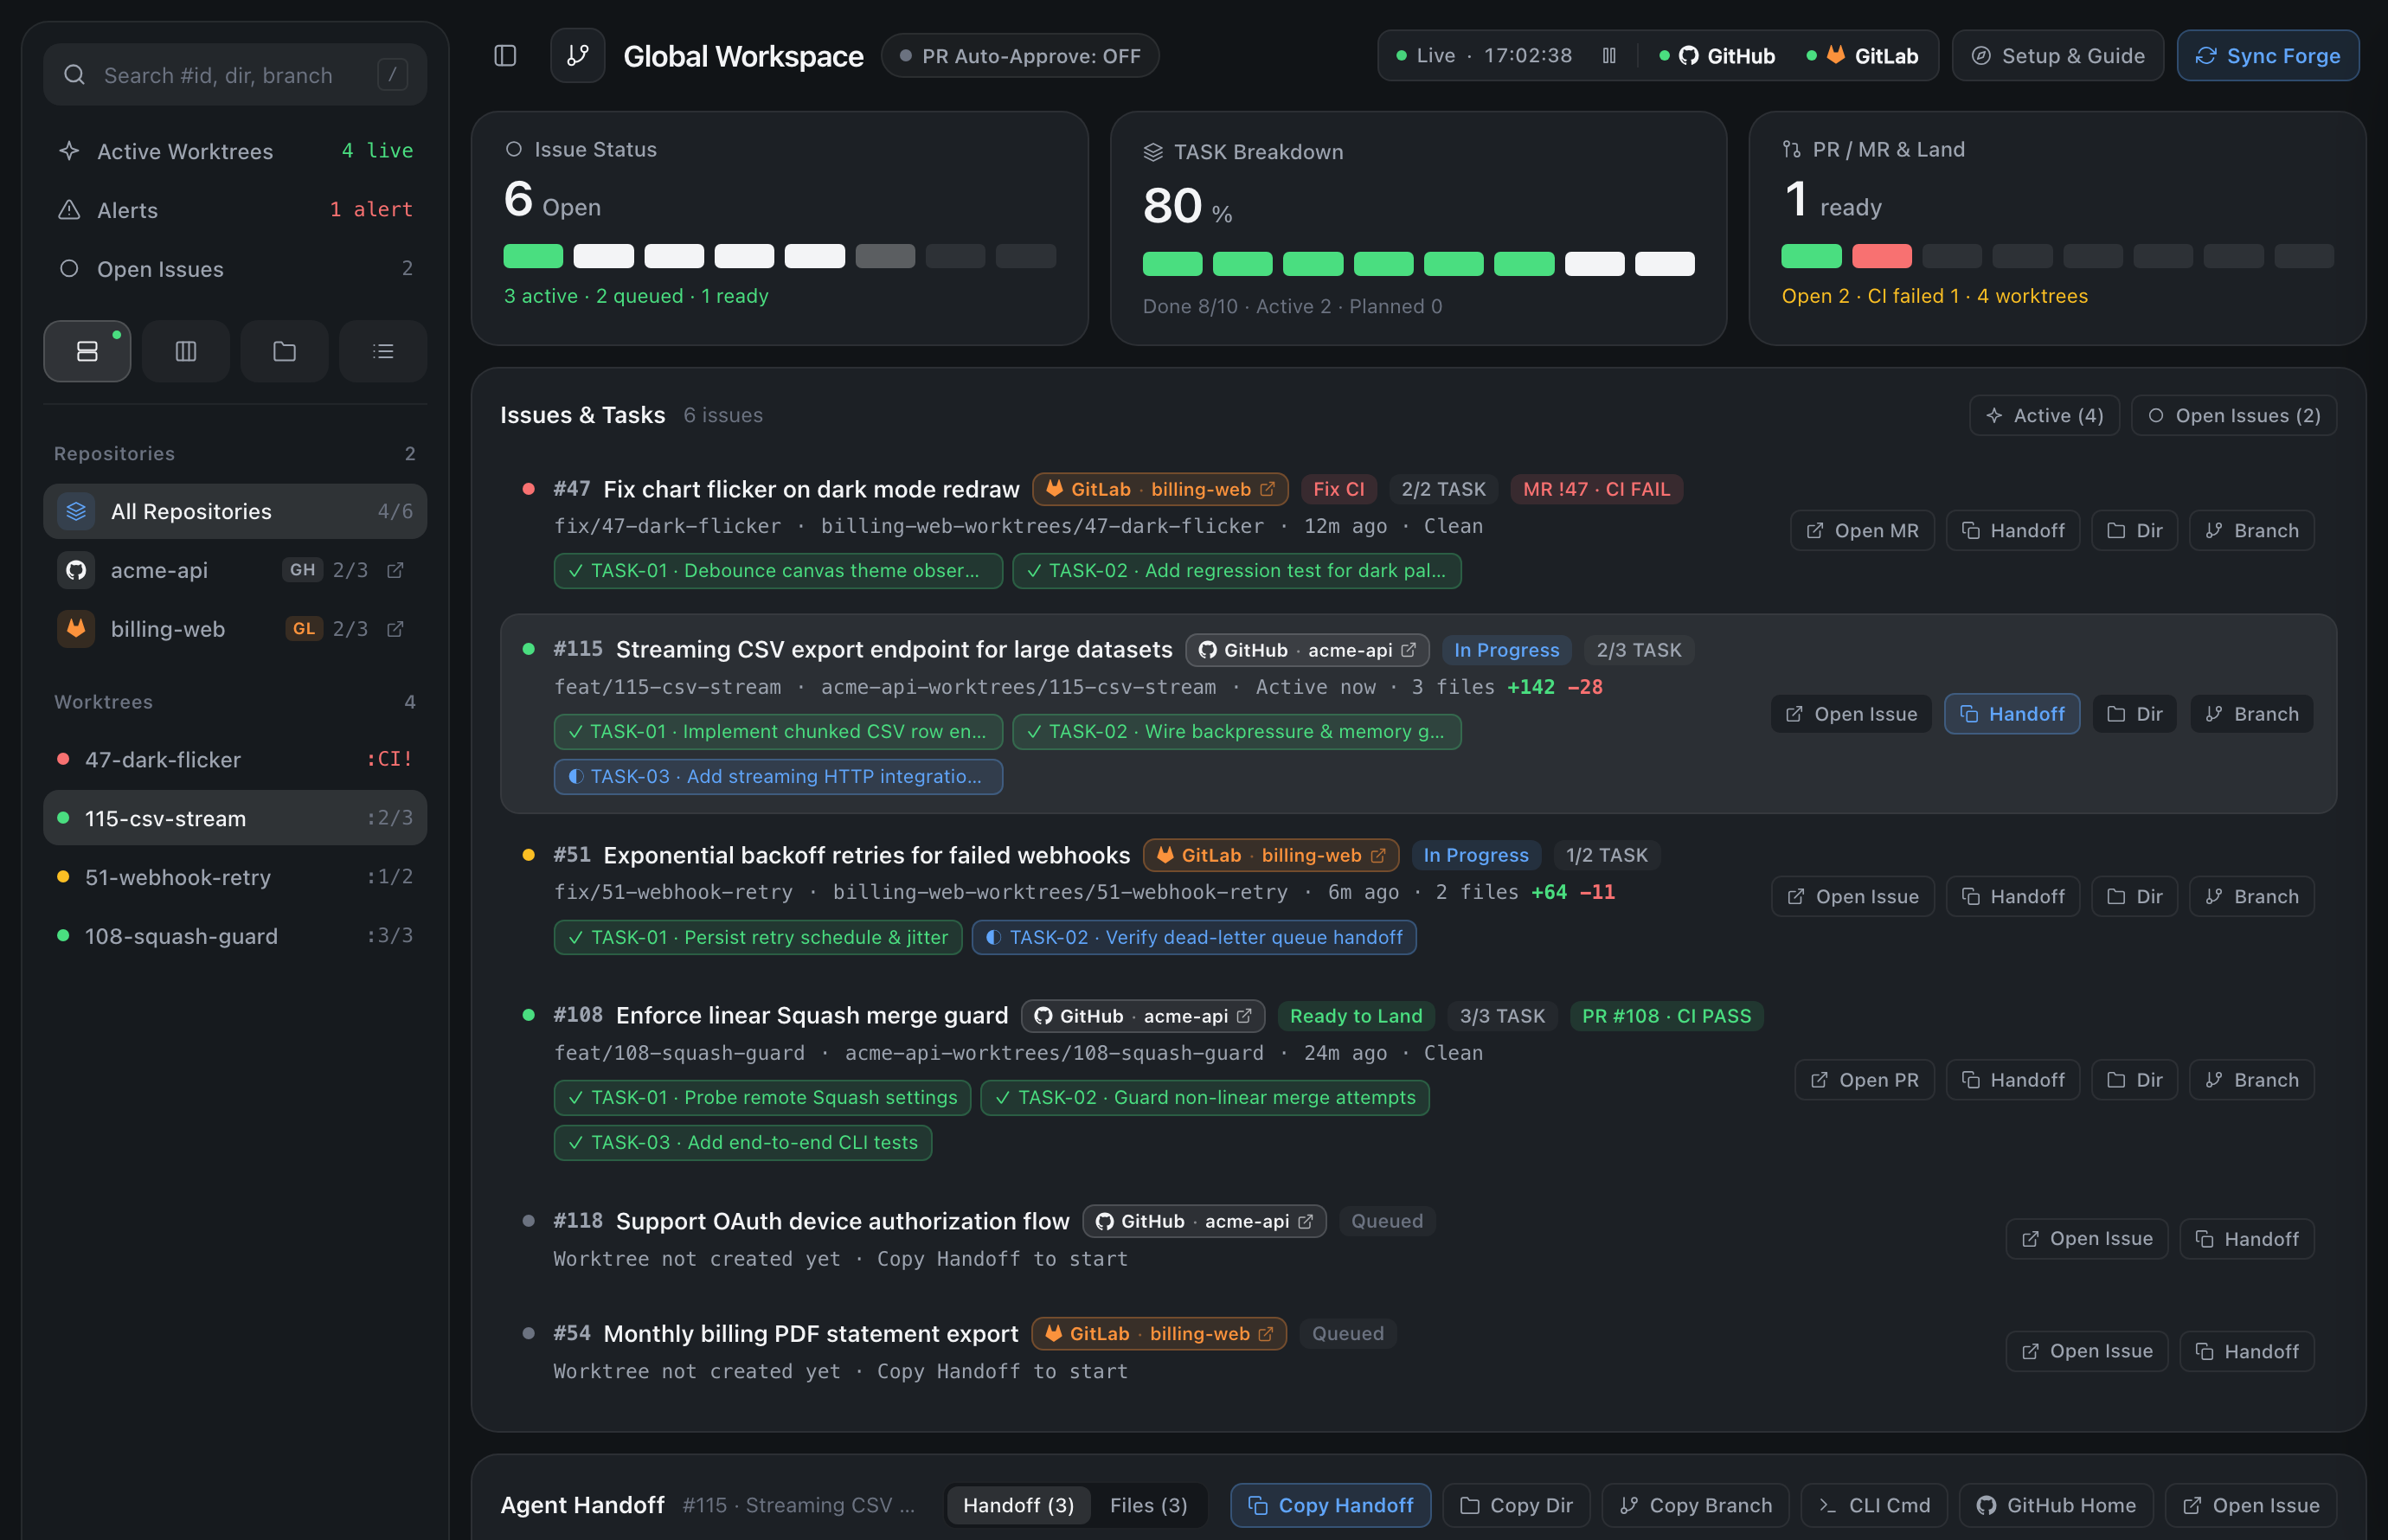 Search #id, dir, branch /
Active Worktrees 4 live
Alerts 1 alert
Open Issues 2
Repositories 2
All Repositories 4/6
acme-api GH 2/3
billing-web GL 2/3
Worktrees 4
47-dark-flicker :CI!
115-csv-stream :2/3
51-webhook-retry :1/2
108-squash-guard :3/3
Global Workspace PR Auto-Approve: OFF Live · 17:02:38 GitHub GitLab Setup & Guide Sync Forge
Issue Status
6 Open
3 active · 2 queued · 1 ready
TASK Breakdown
80 %
Done 8/10 · Active 2 · Planned 0
PR / MR & Land
1 ready
Open 2 · CI failed 1 · 4 worktrees
Issues & Tasks 6 issues Active (4) Open Issues (2)
#47 Fix chart flicker on dark mode redraw GitLab · billing-web Fix CI 2/2 TASK MR !47 · CI FAIL
fix/47-dark-flicker · billing-web-worktrees/47-dark-flicker · 12m ago · Clean
Open MR Handoff Dir Branch
✓ TASK-01 · Debounce canvas theme obser... ✓ TASK-02 · Add regression test for dark pal...
#115 Streaming CSV export endpoint for large datasets GitHub · acme-api In Progress 2/3 TASK
feat/115-csv-stream · acme-api-worktrees/115-csv-stream · Active now · 3 files +142 −28
Open Issue Handoff Dir Branch
✓ TASK-01 · Implement chunked CSV row en... ✓ TASK-02 · Wire backpressure & memory g...
TASK-03 · Add streaming HTTP integratio...
#51 Exponential backoff retries for failed webhooks GitLab · billing-web In Progress 1/2 TASK
fix/51-webhook-retry · billing-web-worktrees/51-webhook-retry · 6m ago · 2 files +64 −11
Open Issue Handoff Dir Branch
✓ TASK-01 · Persist retry schedule & jitter TASK-02 · Verify dead-letter queue handoff
#108 Enforce linear Squash merge guard GitHub · acme-api Ready to Land 3/3 TASK PR #108 · CI PASS
feat/108-squash-guard · acme-api-worktrees/108-squash-guard · 24m ago · Clean
Open PR Handoff Dir Branch
✓ TASK-01 · Probe remote Squash settings ✓ TASK-02 · Guard non-linear merge attempts
✓ TASK-03 · Add end-to-end CLI tests
#118 Support OAuth device authorization flow GitHub · acme-api Queued
Worktree not created yet · Copy Handoff to start
Open Issue Handoff
#54 Monthly billing PDF statement export GitLab · billing-web Queued
Worktree not created yet · Copy Handoff to start
Open Issue Handoff
Agent Handoff #115 · Streaming CSV ... Handoff (3) Files (3) Copy Handoff Copy Dir Copy Branch CLI Cmd GitHub Home Open Issue